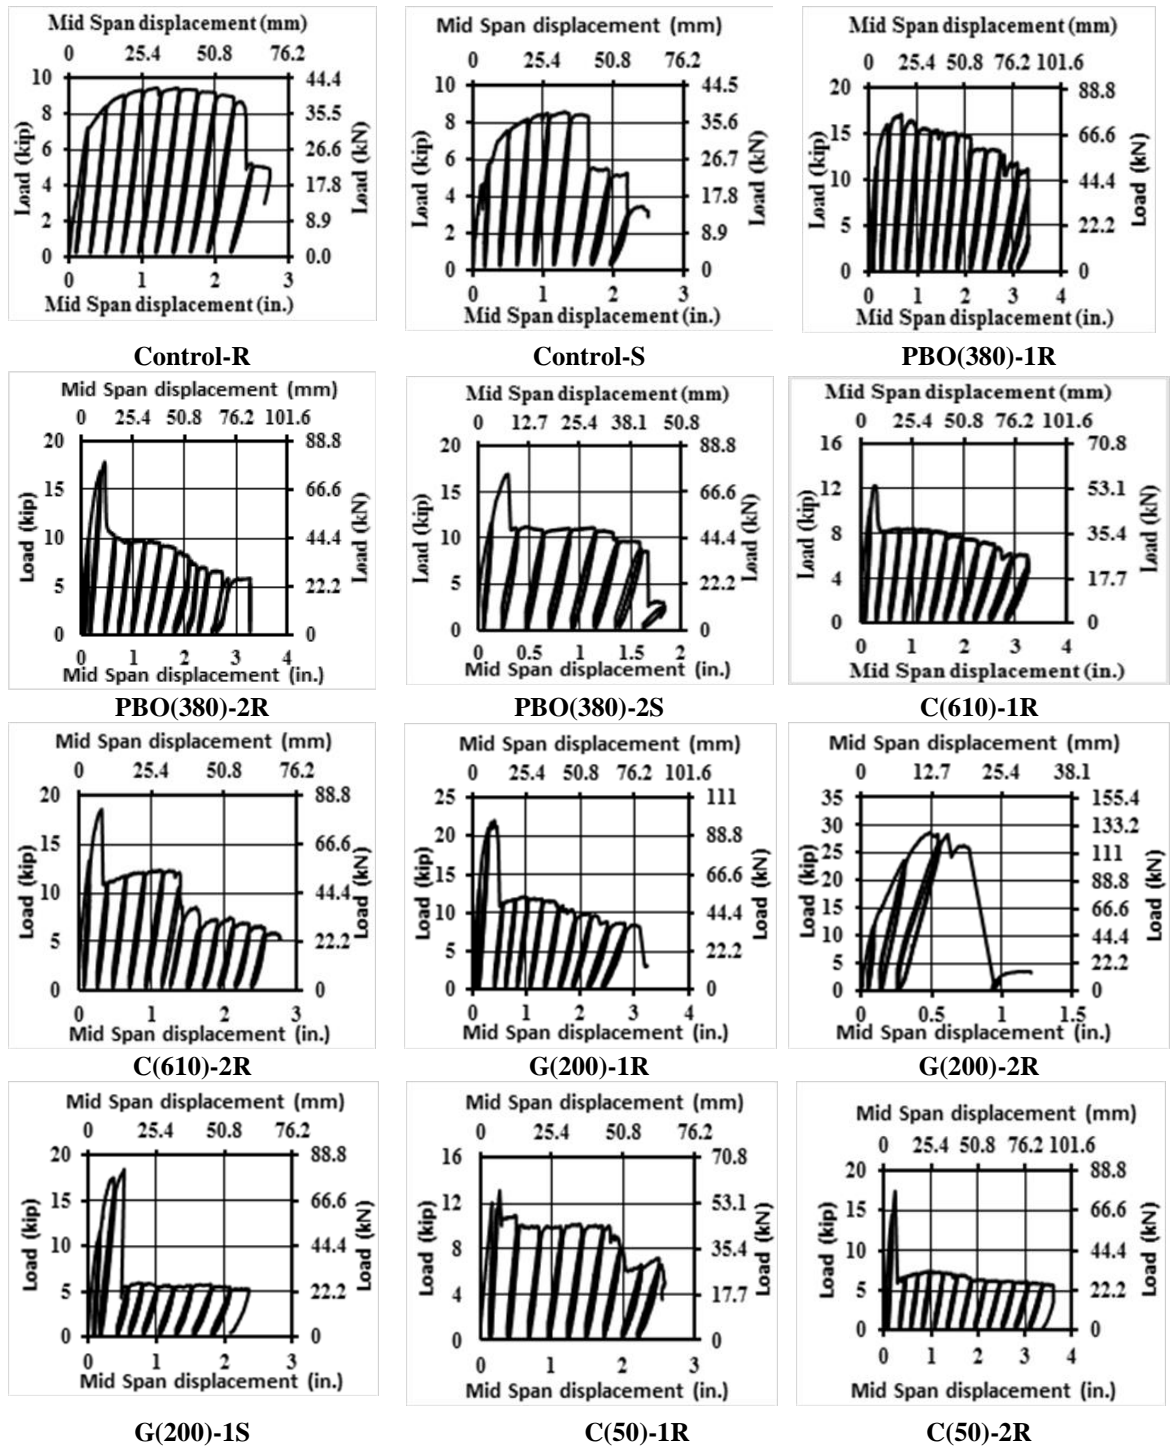 Mid Span displacement (mm)
0 25.4 50.8 76.2
10 8 6 4 2 0
Load (kip)
44.4 35.5 26.6 17.8 8.9 0.0
Load (kN)
0 1 2 3
Mid Span displacement (in.)
Control-R
Mid Span displacement (mm)
0 25.4 50.8 76.2
10 8 6 4 2 0
Load (kip)
44.5 35.6 26.7 17.8 8.9 0
Load (kN)
0 1 2 3
Mid Span displacement (in.)
Control-S
Mid Span displacement (mm)
0 25.4 50.8 76.2 101.6
20 15 10 5 0
Load (kip)
88.8 66.6 44.4 22.2 0
Load (kN)
0 1 2 3 4
Mid Span displacement (in.)
PBO(380)-1R
Mid Span displacement (mm)
0 25.4 50.8 76.2 101.6
20 15 10 5 0
Load (kip)
88.8 66.6 44.4 22.2 0
Load (kN)
0 1 2 3 4
Mid Span displacement (in.)
PBO(380)-2R
Mid Span displacement (mm)
0 12.7 25.4 38.1 50.8
20 15 10 5 0
Load (kip)
88.8 66.6 44.4 22.2 0
Load (kN)
0 0.5 1 1.5 2
Mid Span displacement (in.)
PBO(380)-2S
Mid Span displacement (mm)
0 25.4 50.8 76.2 101.6
16 12 8 4 0
Load (kip)
70.8 53.1 35.4 17.7 0
Load (kN)
0 1 2 3 4
Mid Span displacement (in.)
C(610)-1R
Mid Span displacement (mm)
0 25.4 50.8 76.2
20 15 10 5 0
Load (kip)
88.8 66.6 44.4 22.2 0
Load (kN)
0 1 2 3
Mid Span displacement (in.)
C(610)-2R
Mid Span displacement (mm)
0 25.4 50.8 76.2 101.6
25 20 15 10 5 0
Load (kip)
111 88.8 66.6 44.4 22.2 0
Load (kN)
0 1 2 3 4
Mid Span displacement (in.)
G(200)-1R
Mid Span displacement (mm)
0 12.7 25.4 38.1
35 30 25 20 15 10 5 0
Load (kip)
155.4 133.2 111 88.8 66.6 44.4 22.2 0
Load (kN)
0 0.5 1 1.5
Mid Span displacement (in.)
G(200)-2R
Mid Span displacement (mm)
0 25.4 50.8 76.2
20 15 10 5 0
Load (kip)
88.8 66.6 44.4 22.2 0
Load (kN)
0 1 2 3
Mid Span displacement (in.)
G(200)-1S
Mid Span displacement (mm)
0 25.4 50.8 76.2
16 12 8 4 0
Load (kip)
70.8 53.1 35.4 17.7 0
Load (kN)
0 1 2 3
Mid Span displacement (in.)
C(50)-1R
Mid Span displacement (mm)
0 25.4 50.8 76.2 101.6
20 15 10 5 0
Load (kip)
88.8 66.6 44.4 22.2 0
Load (kN)
0 1 2 3 4
Mid Span displacement (in.)
C(50)-2R